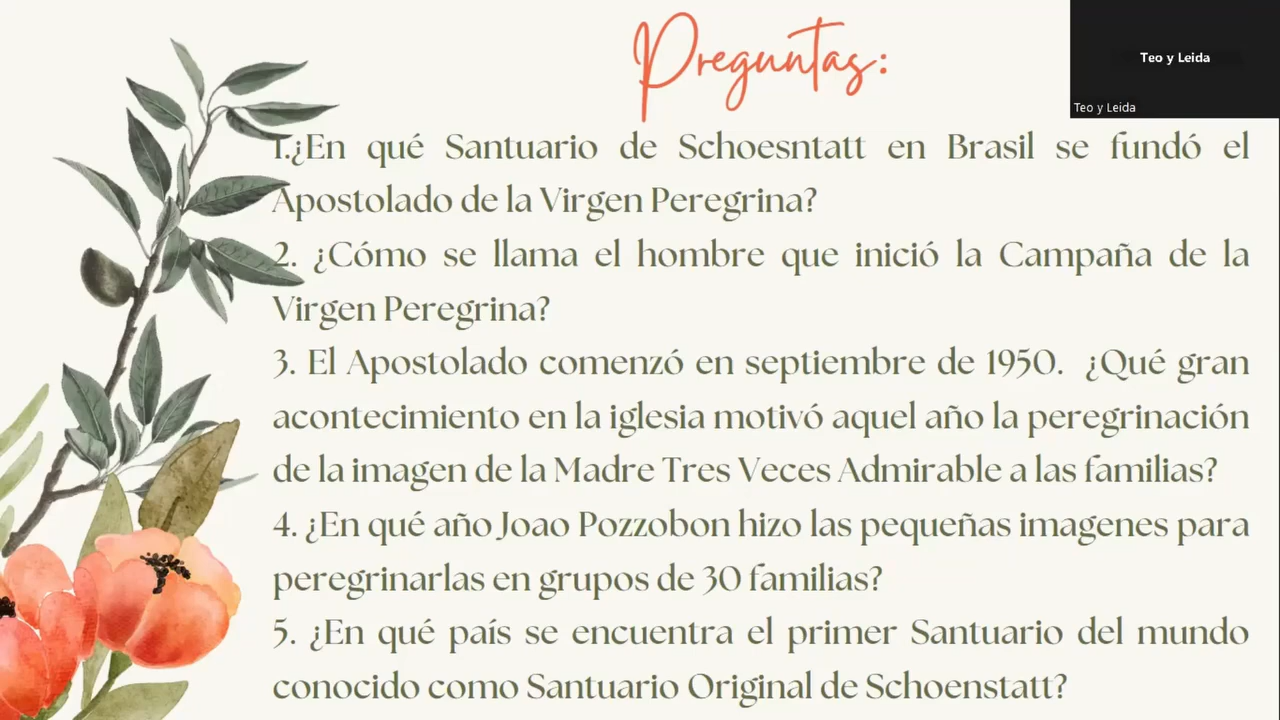 Preguntas:
Teo y Leida
Teo y Leida
1.¿En qué Santuario de Schoesntatt en Brasil se fundó el
Apostolado de la Virgen Peregrina?
2. ¿Cómo se llama el hombre que inició la Campaña de la
Virgen Peregrina?
3. El Apostolado comenzó en septiembre de 1950. ¿Qué gran
acontecimiento en la iglesia motivó aquel año la peregrinación
de la imagen de la Madre Tres Veces Admirable a las familias?
4. ¿En qué año Joao Pozzobon hizo las pequeñas imagenes para
peregrinarlas en grupos de 30 familias?
5. ¿En qué país se encuentra el primer Santuario del mundo
conocido como Santuario Original de Schoenstatt?